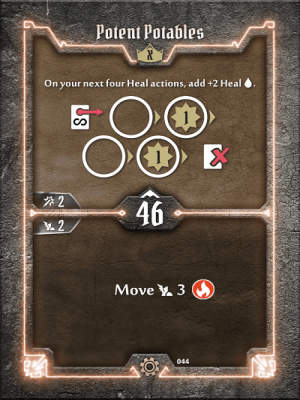 Potent Potables
X
On your next four Heal actions, add +2 Heal.
S
1
1
2
46
2
Move 3
044